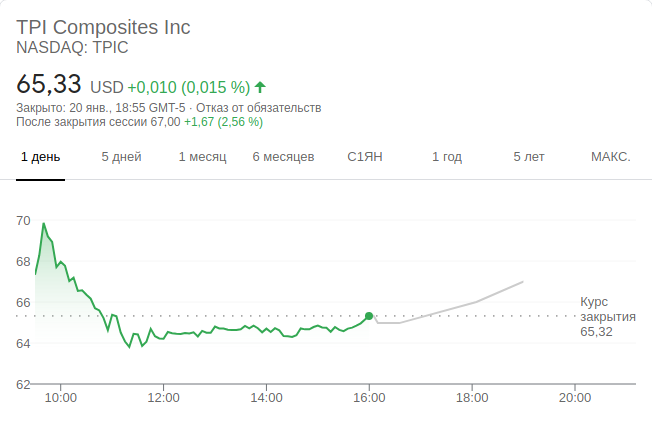 TPI Composites Inc
NASDAQ: TPIC
65,33 USD +0,010 (0,015 %)
Закрыто: 20 янв., 18:55 GMT-5 · Отказ от обязательств
После закрытия сессии 67,00 +1,67 (2,56 %)
1 день 5 дней 1 месяц 6 месяцев С1ЯН 1 год 5 лет МАКС.
70
68
66
64
62
Курс
закрытия
65,32
10:00 12:00 14:00 16:00 18:00 20:00